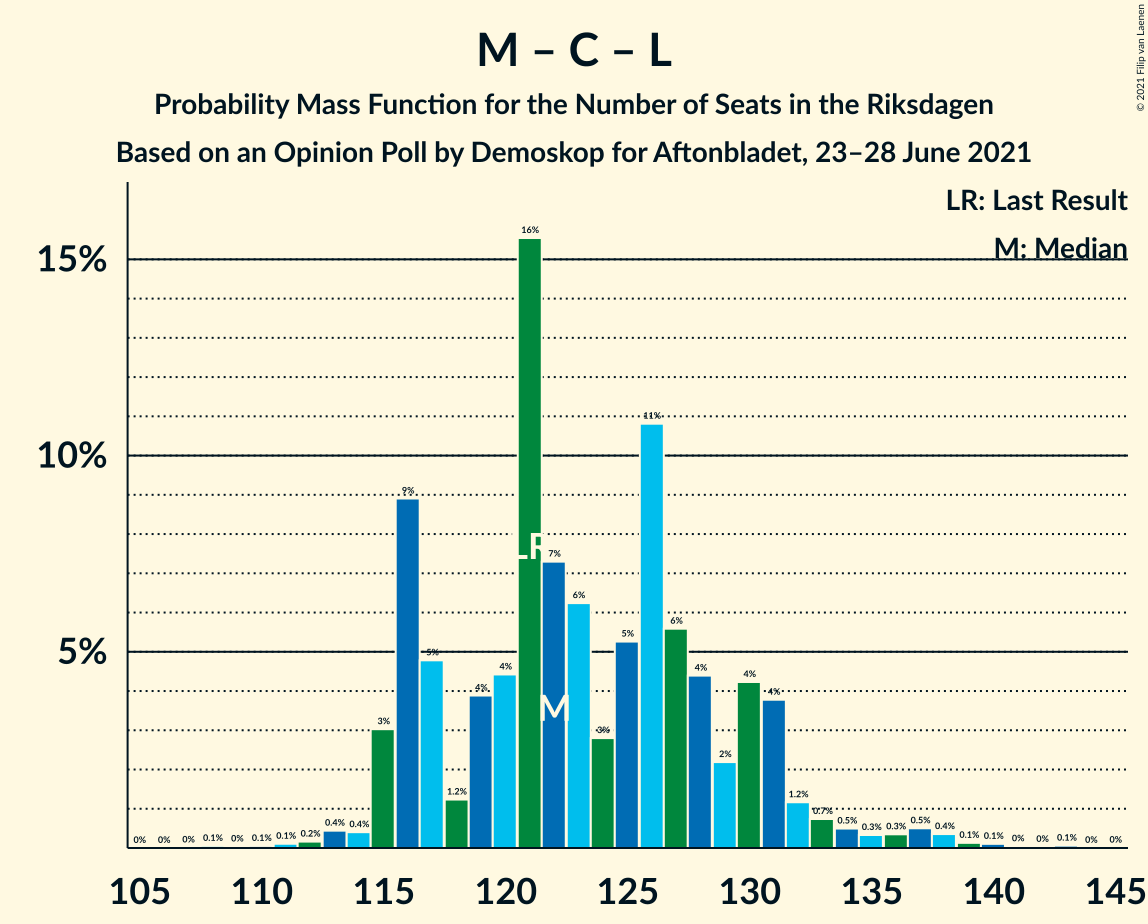 M – C – L
Probability Mass Function for the Number of Seats in the Riksdagen
Based on an Opinion Poll by Demoskop for Aftonbladet, 23–28 June 2021
© 2021 Filip van Laenen
LR: Last Result
M: Median
15%
10%
5%
0% 0% 0% 0.1% 0% 0.1% 0.1% 0.2% 0.4% 0.4% 3% 9% 5% 1.2% 4% 4% 16% 7% 6% 3% 5% 11% 6% 4% 2% 4% 4% 1.2% 0.7% 0.5% 0.3% 0.3% 0.5% 0.4% 0.1% 0.1% 0% 0% 0.1% 0% 0%
LR
M
105 110 115 120 125 130 135 140 145